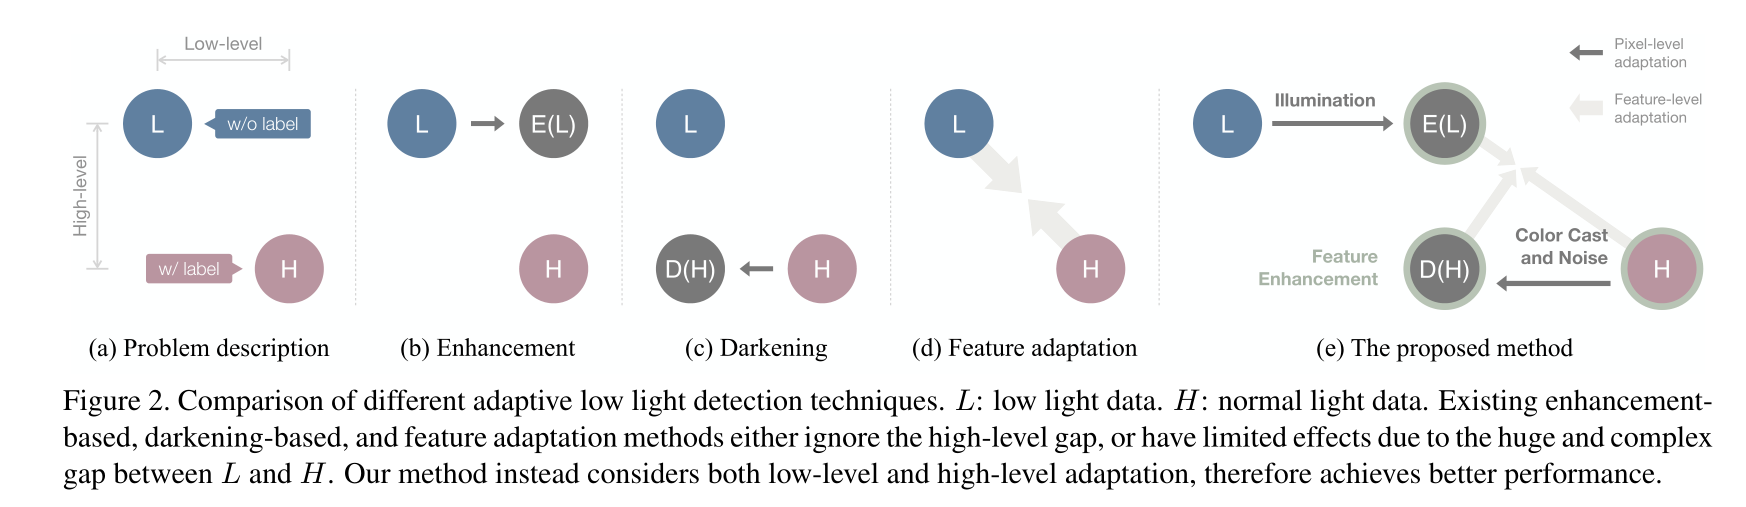 Low-level
High-level
L
w/o label
w/ label
H
(a) Problem description
L
E(L)
H
(b) Enhancement
L
D(H)
H
(c) Darkening
L
H
(d) Feature adaptation
L
Illumination
E(L)
Pixel-level
adaptation
Feature-level
adaptation
Feature
Enhancement
D(H)
Color Cast
and Noise
H
(e) The proposed method
Figure 2. Comparison of different adaptive low light detection techniques. L: low light data. H: normal light data. Existing enhancement-
based, darkening-based, and feature adaptation methods either ignore the high-level gap, or have limited effects due to the huge and complex
gap between L and H. Our method instead considers both low-level and high-level adaptation, therefore achieves better performance.